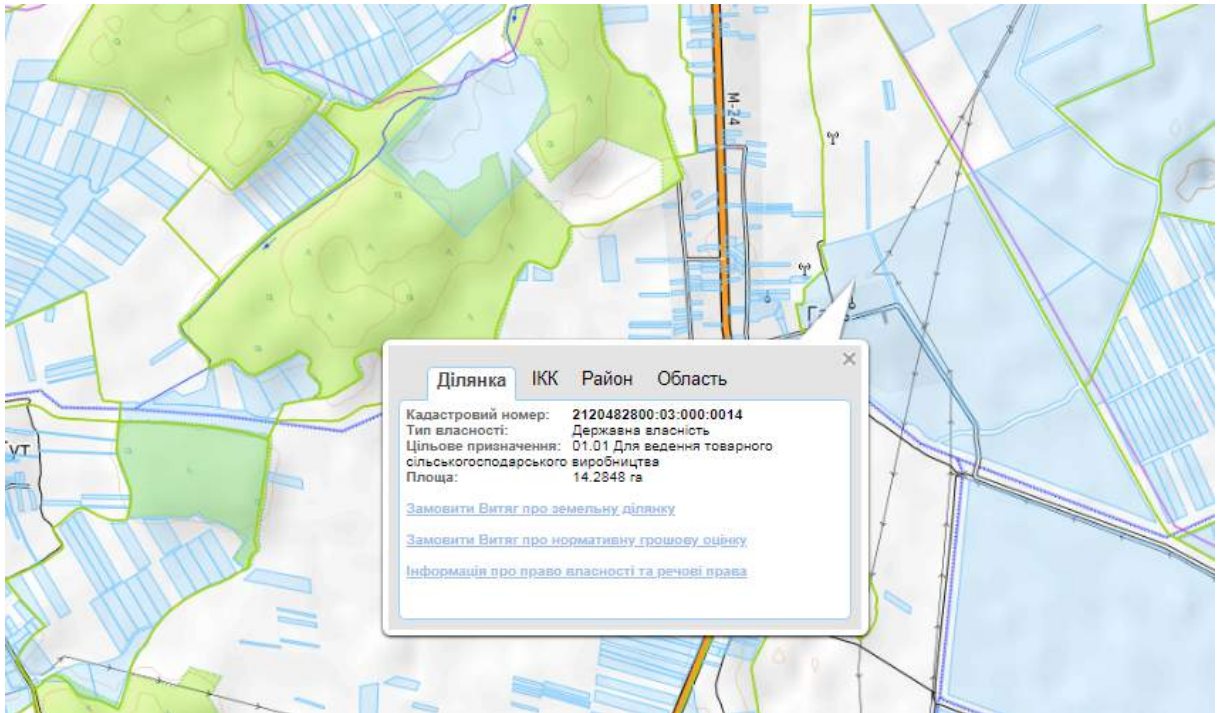 М-24
Ділянка ІКК Район Область
Кадастровий номер: 2120482800:03:000:0014
Тип власності: Державна власність
Цільове призначення: 01.01 Для ведення товарного
сільськогосподарського виробництва
Площа: 14.2848 га
Замовити Витяг про земельну ділянку
Замовити Витяг про нормативну грошову оцінку
Інформація про право власності та речові права